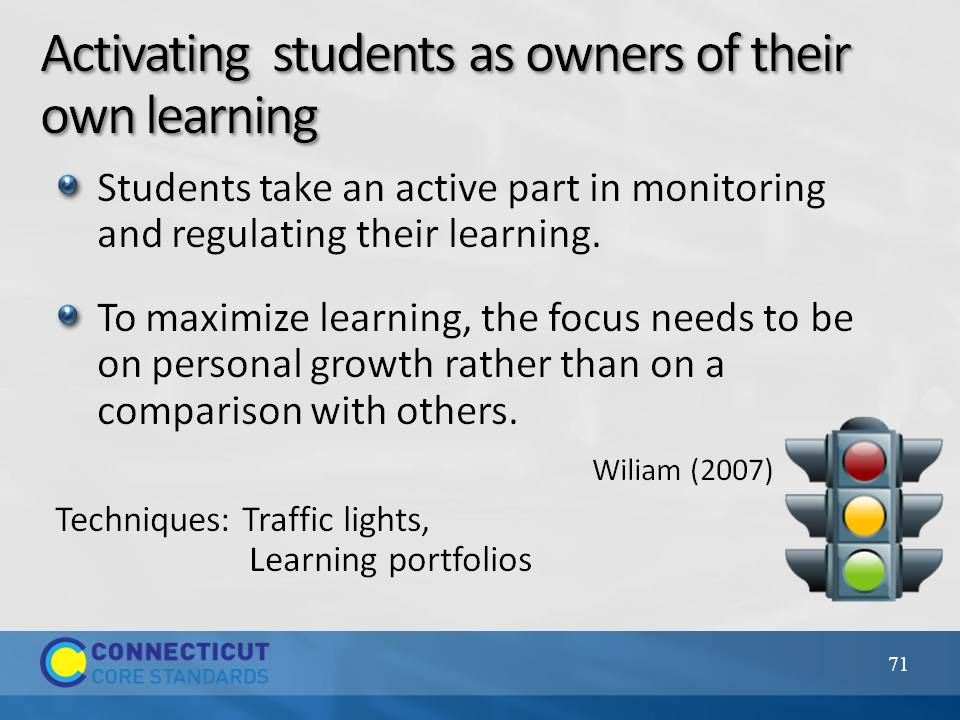 Activating students as owners of their
own learning
Students take an active part in monitoring
and regulating their learning.
To maximize learning, the focus needs to be
on personal growth rather than on a
comparison with others.
Wiliam (2007)
Techniques: Traffic lights,
Learning portfolios
CONNECTICUT
CORE STANDARDS
71